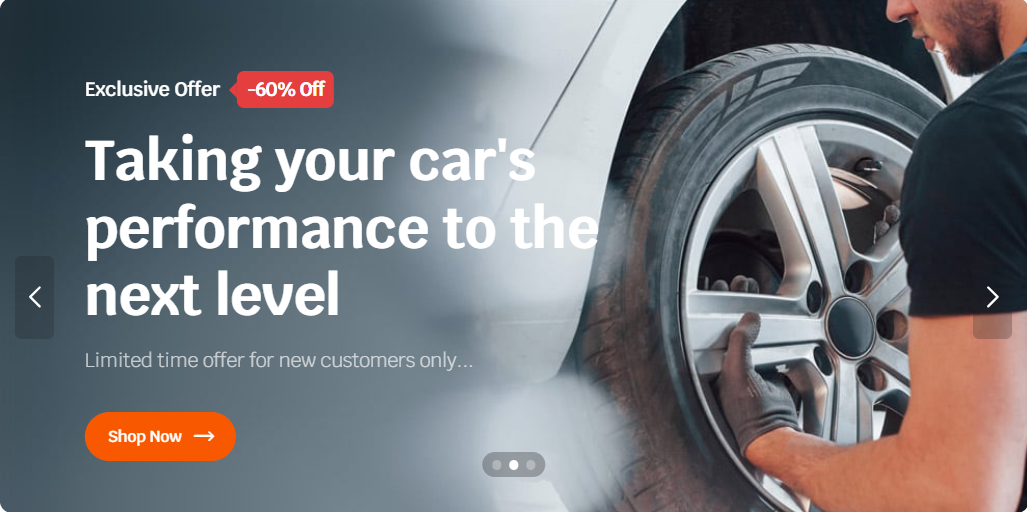 Exclusive Offer -60% Off
Taking your car's
performance to the
next level
Limited time offer for new customers only...
Shop Now